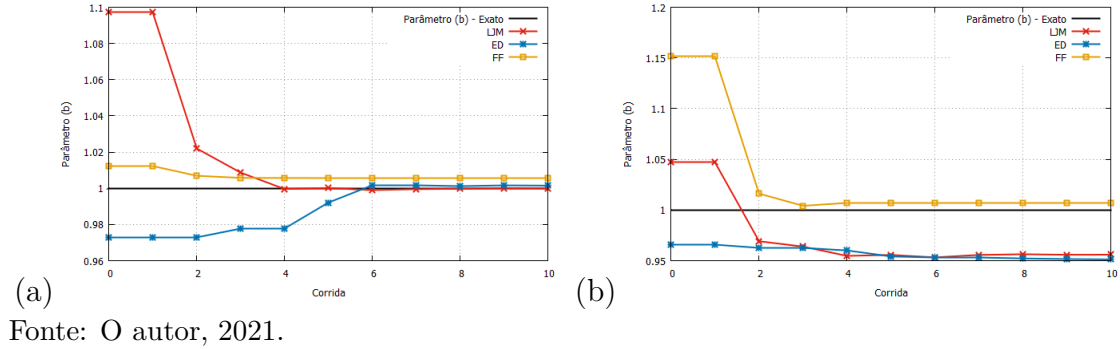 1.1
1.08
1.06
1.04
1.02
1
0.98
0.96
Parâmetro (b)
Parâmetro (b) - Exato
LJM
ED
FF
0 2 4 6 8 10
Corrida
(a)
1.2
1.15
1.1
1.05
1
0.95
Parâmetro (b)
Parâmetro (b) - Exato
LJM
ED
FF
0 2 4 6 8 10
Corrida
(b)
Fonte: O autor, 2021.